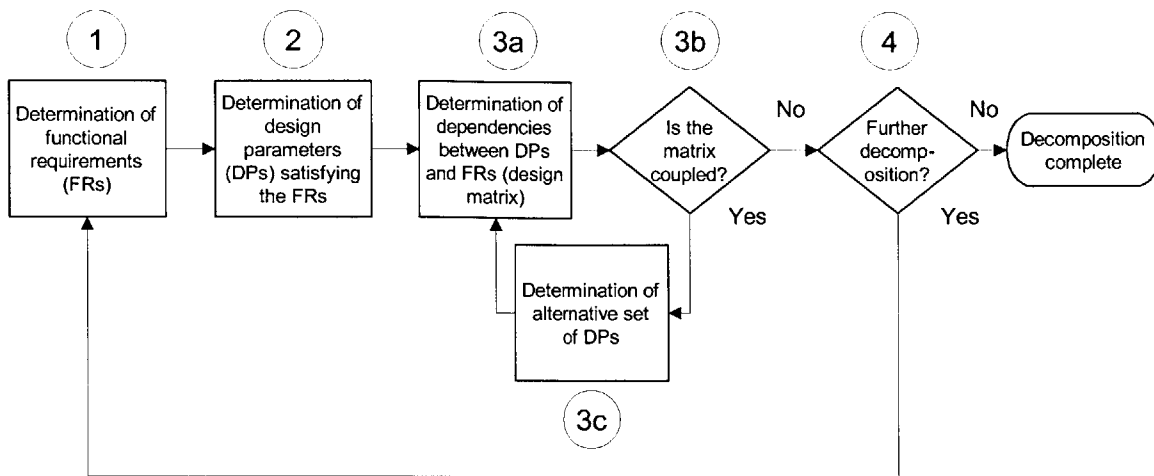 1
2
3a
3b
4
Determination of
functional
requirements
(FRs)
Determination of
design
parameters
(DPs) satisfying
the FRs
Determination of
dependencies
between DPs
and FRs (design
matrix)
Is the
matrix
coupled?
No
Yes
Further
decomp-
osition?
No
Yes
Decomposition
complete
Determination of
alternative set
of DPs
3c